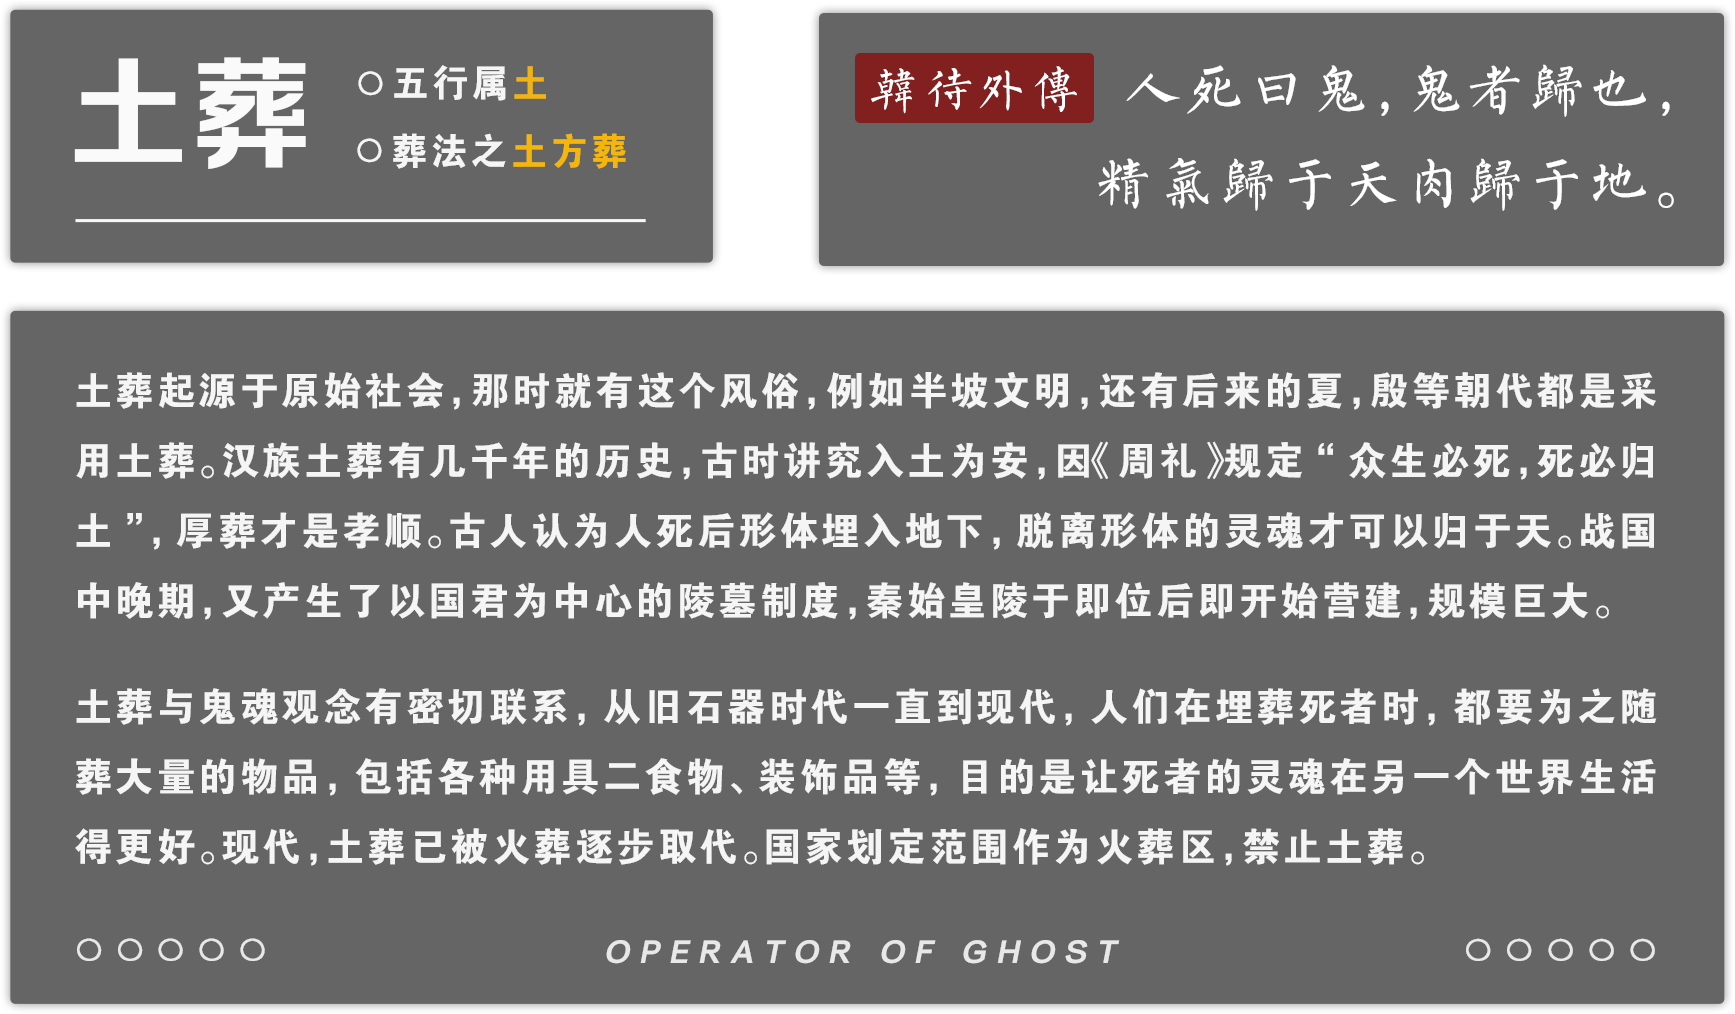 土葬
五行属土
葬法之土方葬
韓待外傳 人死曰鬼，鬼者歸也，
精氣歸于天肉歸于地。
土葬起源于原始社会，那时就有这个风俗，例如半坡文明，还有后来的夏，殷等朝代都是采
用土葬。汉族土葬有几千年的历史，古时讲究入土为安，因《周礼》规定“众生必死，死必归
土”，厚葬才是孝顺。古人认为人死后形体埋入地下，脱离形体的灵魂才可以归于天。战国
中晚期，又产生了以国君为中心的陵墓制度，秦始皇陵于即位后即开始营建，规模巨大。
土葬与鬼魂观念有密切联系，从旧石器时代一直到现代，人们在埋葬死者时，都要为之随
葬大量的物品，包括各种用具二食物、装饰品等，目的是让死者的灵魂在另一个世界生活
得更好。现代，土葬已被火葬逐步取代。国家划定范围作为火葬区，禁止土葬。
OPERATOR OF GHOST